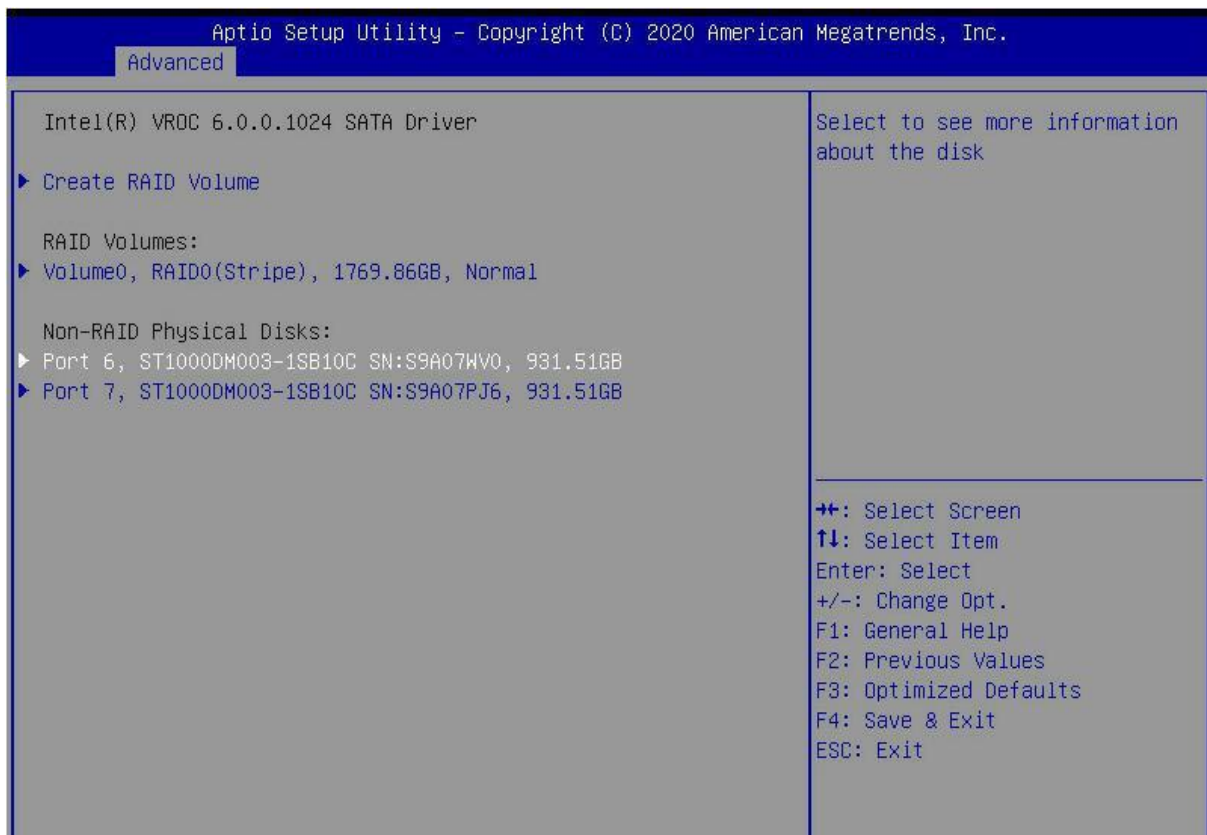 Aptio Setup Utility – Copyright (C) 2020 American Megatrends, Inc.
Advanced
Intel(R) VROC 6.0.0.1024 SATA Driver
Create RAID Volume
RAID Volumes:
Volume0, RAID0(Stripe), 1769.86GB, Normal
Non-RAID Physical Disks:
Port 6, ST1000DM003-1SB10C SN:S9A07WV0, 931.51GB
Port 7, ST1000DM003-1SB10C SN:S9A07PJ6, 931.51GB
Select to see more information
about the disk
→←: Select Screen
↑↓: Select Item
Enter: Select
+/-: Change Opt.
F1: General Help
F2: Previous Values
F3: Optimized Defaults
F4: Save & Exit
ESC: Exit